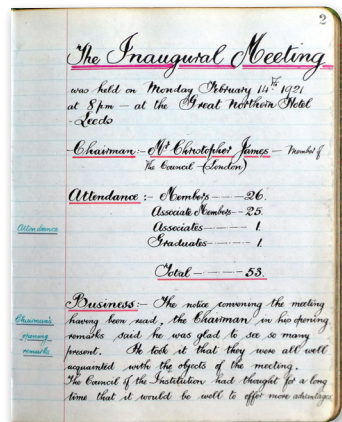 2
The Inaugural Meeting
was held on Monday February 14th 1921
at 8 pm — at the Great Northern Hotel
- Leeds
Chairman :- Mr Christopher James — Member of
The Council (London)
Attendance :- Members —— 26.
Associate Members -- 25.
Attendance
Associates ———— 1.
Graduates ———— 1.
Total ———— 53.
Business :- The notice convening the meeting
Chairman's opening remarks
having been read, the Chairman in his opening
remarks said he was glad to see so many
present. He took it that they were all well
acquainted with the objects of the meeting.
The Council of the Institution had thought for a long
time that it would be well to offer more advantages